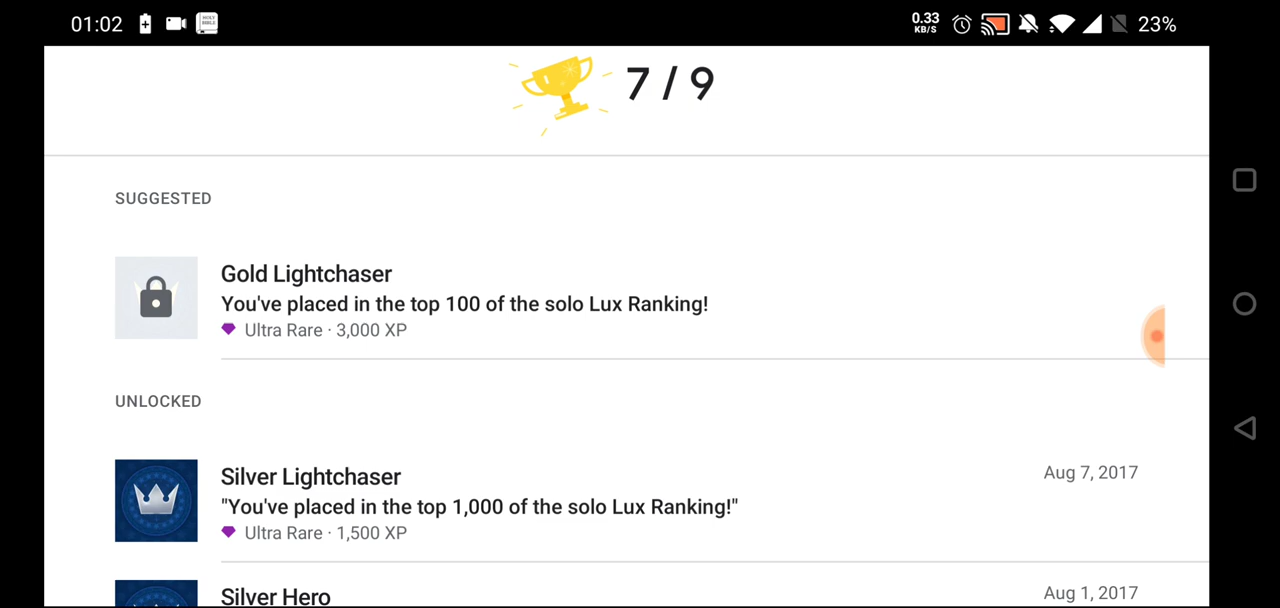 01:02
HOLY BIBLE
0.33
KB/S
23%
7 / 9
SUGGESTED
Gold Lightchaser
You've placed in the top 100 of the solo Lux Ranking!
Ultra Rare · 3,000 XP
UNLOCKED
Silver Lightchaser
Aug 7, 2017
"You've placed in the top 1,000 of the solo Lux Ranking!"
Ultra Rare · 1,500 XP
Silver Hero
Aug 1, 2017